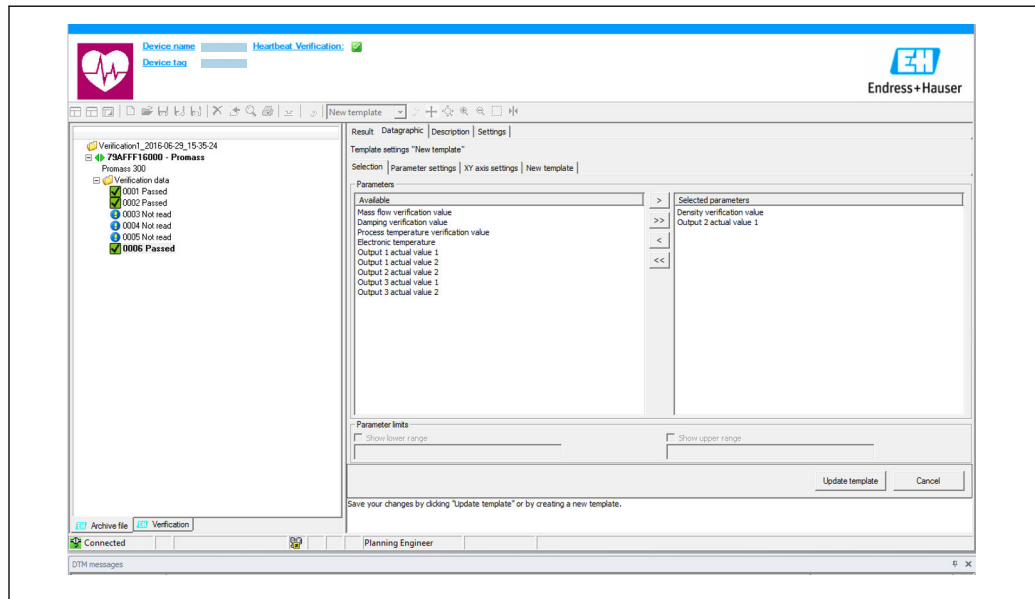 Device name Heartbeat Verification:
Device tag
Endress+Hauser
New template
Result Datagraphic Description Settings
Verification1_2016-06-29_15-35-24
79AFFF16000 - Promass
Promass 300
Verification data
0001 Passed
0002 Passed
0003 Not read
0004 Not read
0005 Not read
0006 Passed
Template settings "New template"
Selection Parameter settings XY axis settings New template
Parameters
Available
Mass flow verification value
Damping verification value
Process temperature verification value
Electronic temperature
Output 1 actual value 1
Output 1 actual value 2
Output 2 actual value 2
Output 3 actual value 1
Output 3 actual value 2
>
>>
<
<<
Selected parameters
Density verification value
Output 2 actual value 1
Parameter limits
Show lower range Show upper range
Update template Cancel
Save your changes by clicking "Update template" or by creating a new template.
Archive file Verification
Connected Planning Engineer
DTM messages